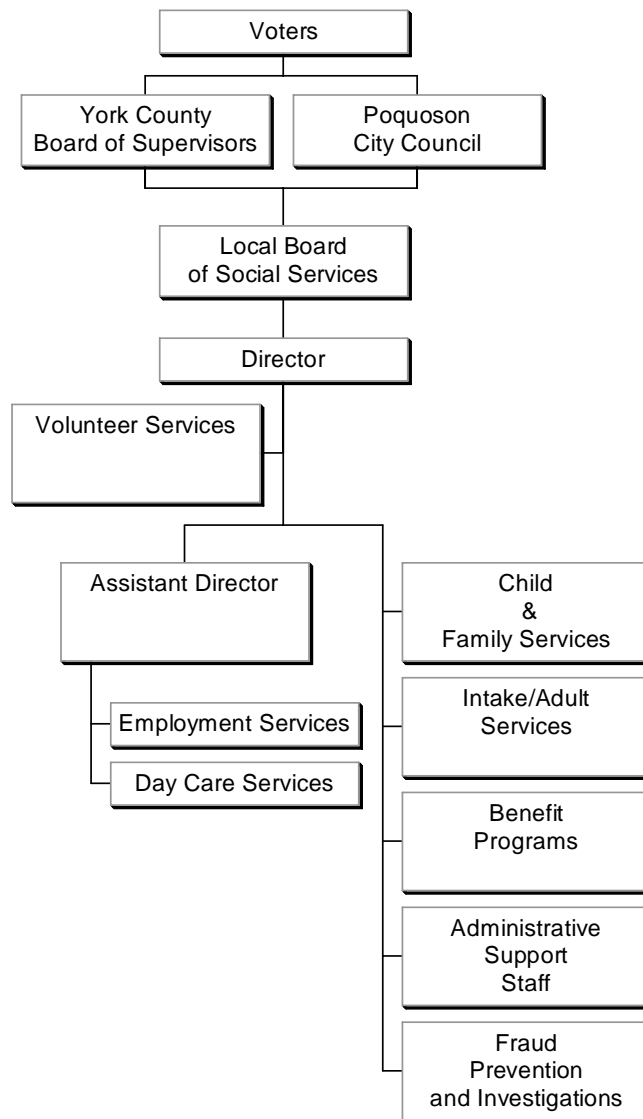 Voters
York County
Board of Supervisors
Poquoson
City Council
Local Board
of Social Services
Director
Volunteer Services
Assistant Director
Employment Services
Day Care Services
Child
&
Family Services
Intake/Adult
Services
Benefit
Programs
Administrative
Support
Staff
Fraud
Prevention
and Investigations